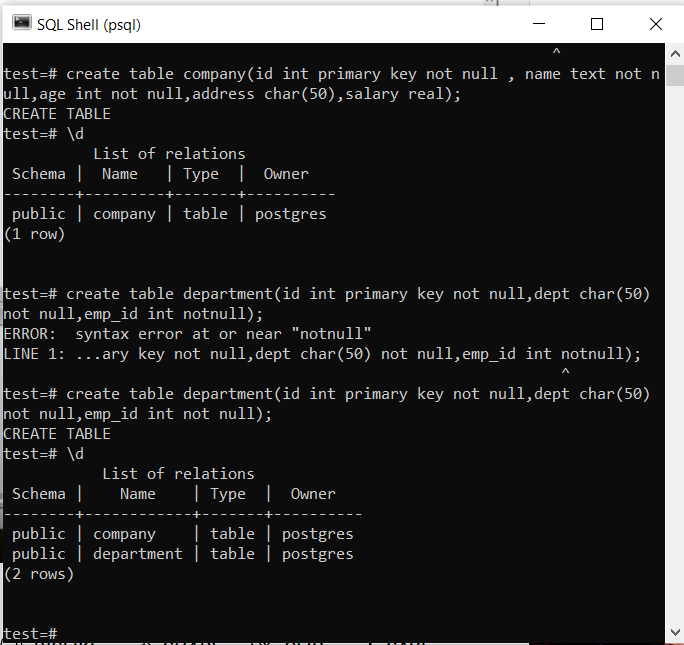 SQL Shell (psql)
^
test=# create table company(id int primary key not null , name text not n
ull,age int not null,address char(50),salary real);
CREATE TABLE
test=# \d
List of relations
Schema | Name | Type | Owner
--------+---------+-------+----------
public | company | table | postgres
(1 row)
test=# create table department(id int primary key not null,dept char(50)
not null,emp_id int notnull);
ERROR:  syntax error at or near "notnull"
LINE 1: ...ary key not null,dept char(50) not null,emp_id int notnull);
^
test=# create table department(id int primary key not null,dept char(50)
not null,emp_id int not null);
CREATE TABLE
test=# \d
List of relations
Schema | Name | Type | Owner
--------+------------+-------+----------
public | company | table | postgres
public | department | table | postgres
(2 rows)
test=#